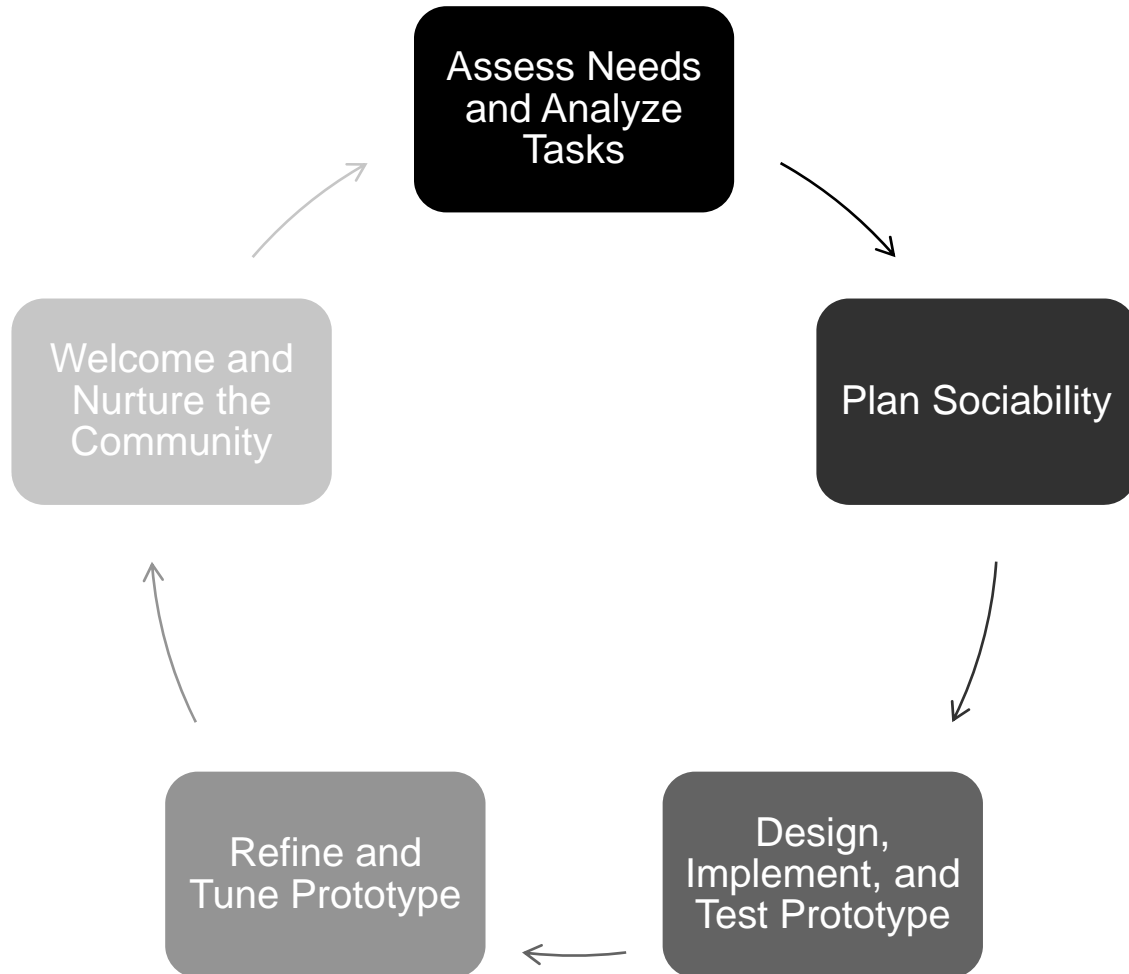 Assess Needs
and Analyze
Tasks
Plan Sociability
Design,
Implement, and
Test Prototype
Refine and
Tune Prototype
Welcome and
Nurture the
Community